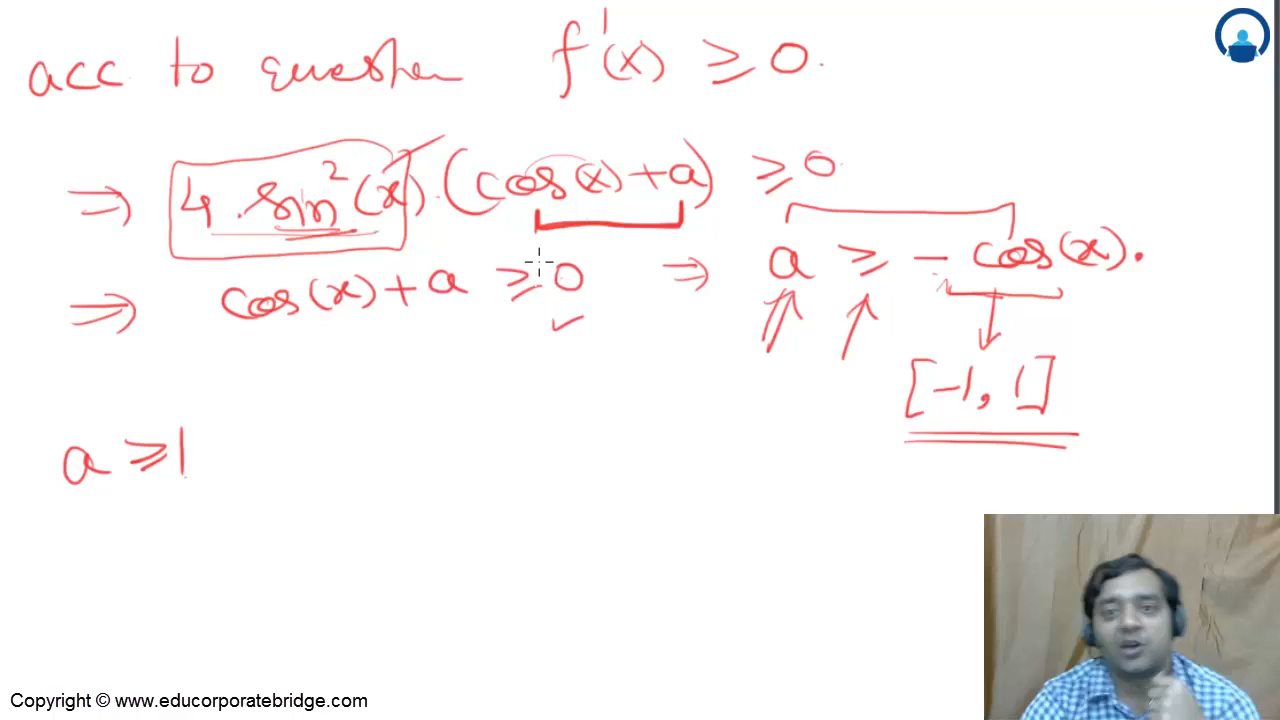 acc to question f'(x) ≥ 0.
⇒ 4. sin²(x).(cos(x)+a) ≥ 0
⇒ cos(x)+a ≥ 0 ⇒ a ≥ - cos(x).
[-1, 1]
a ≥ 1
Copyright © www.educorporatebridge.com